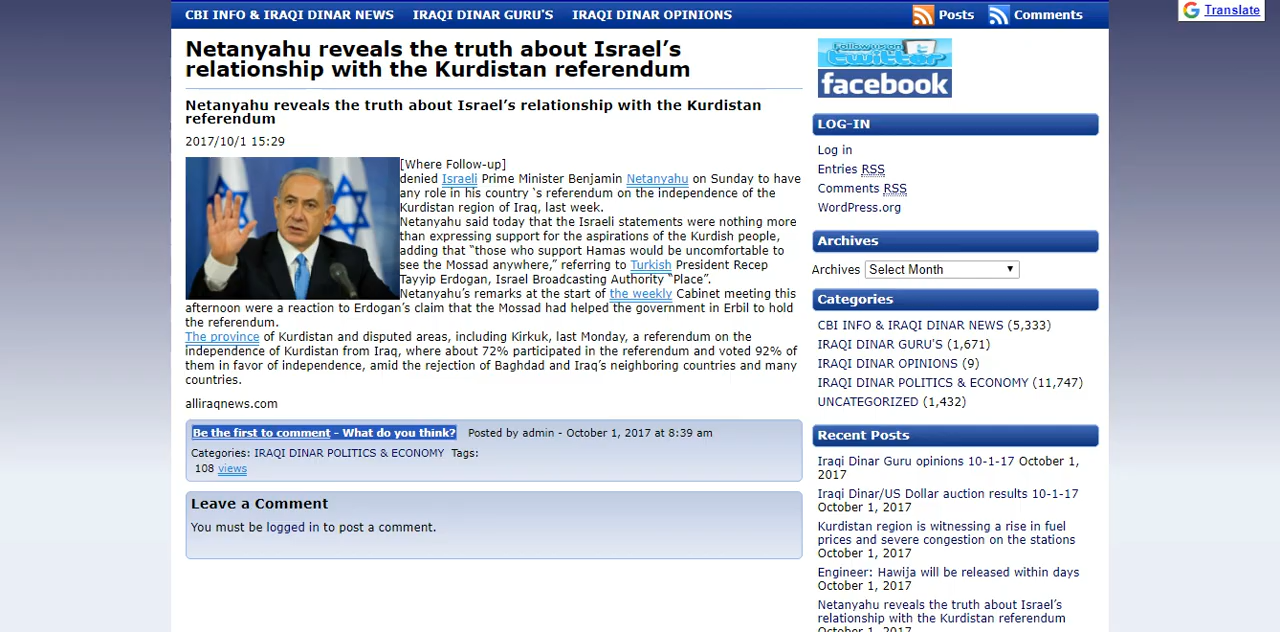 CBI INFO & IRAQI DINAR NEWS IRAQI DINAR GURU'S IRAQI DINAR OPINIONS Posts Comments
Translate
Netanyahu reveals the truth about Israel’s
relationship with the Kurdistan referendum
Netanyahu reveals the truth about Israel’s relationship with the Kurdistan
referendum
2017/10/1 15:29
[Where Follow-up]
denied Israeli Prime Minister Benjamin Netanyahu on Sunday to have
any role in his country ‘s referendum on the independence of the
Kurdistan region of Iraq, last week.
Netanyahu said today that the Israeli statements were nothing more
than expressing support for the aspirations of the Kurdish people,
adding that “those who support Hamas would be uncomfortable to
see the Mossad anywhere,” referring to Turkish President Recep
Tayyip Erdogan, Israel Broadcasting Authority “Place”.
Netanyahu’s remarks at the start of the weekly Cabinet meeting this
afternoon were a reaction to Erdogan’s claim that the Mossad had helped the government in Erbil to hold
the referendum.
The province of Kurdistan and disputed areas, including Kirkuk, last Monday, a referendum on the
independence of Kurdistan from Iraq, where about 72% participated in the referendum and voted 92% of
them in favor of independence, amid the rejection of Baghdad and Iraq’s neighboring countries and many
countries.
alliraqnews.com
Be the first to comment - What do you think? Posted by admin - October 1, 2017 at 8:39 am
Categories: IRAQI DINAR POLITICS & ECONOMY Tags:
108 views
Leave a Comment
You must be logged in to post a comment.
Follow us on
twitter
facebook
LOG-IN
Log in
Entries RSS
Comments RSS
WordPress.org
Archives
Archives Select Month
Categories
CBI INFO & IRAQI DINAR NEWS (5,333)
IRAQI DINAR GURU'S (1,671)
IRAQI DINAR OPINIONS (9)
IRAQI DINAR POLITICS & ECONOMY (11,747)
UNCATEGORIZED (1,432)
Recent Posts
Iraqi Dinar Guru opinions 10-1-17 October 1,
2017
Iraqi Dinar/US Dollar auction results 10-1-17
October 1, 2017
Kurdistan region is witnessing a rise in fuel
prices and severe congestion on the stations
October 1, 2017
Engineer: Hawija will be released within days
October 1, 2017
Netanyahu reveals the truth about Israel’s
relationship with the Kurdistan referendum
October 1, 2017